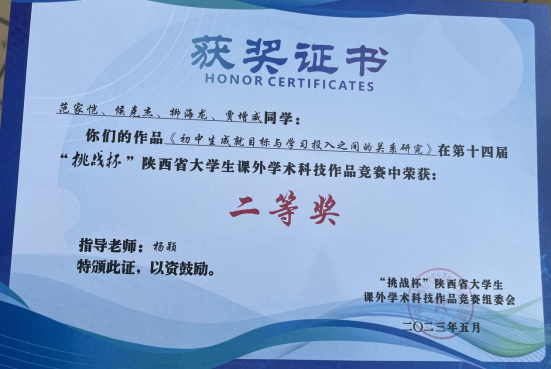 获奖证书
HONOR CERTIFICATES
范家恺、候克杰、柳海龙、贾增威同学：
你们的作品《初中生成就目标与学习投入之间的关系研究》在第十四届
“挑战杯”陕西省大学生课外学术科技作品竞赛中荣获：
二等奖
指导老师：杨颖
特颁此证，以资鼓励。
“挑战杯”陕西省大学生
课外学术科技作品竞赛组委会
二〇二三年五月